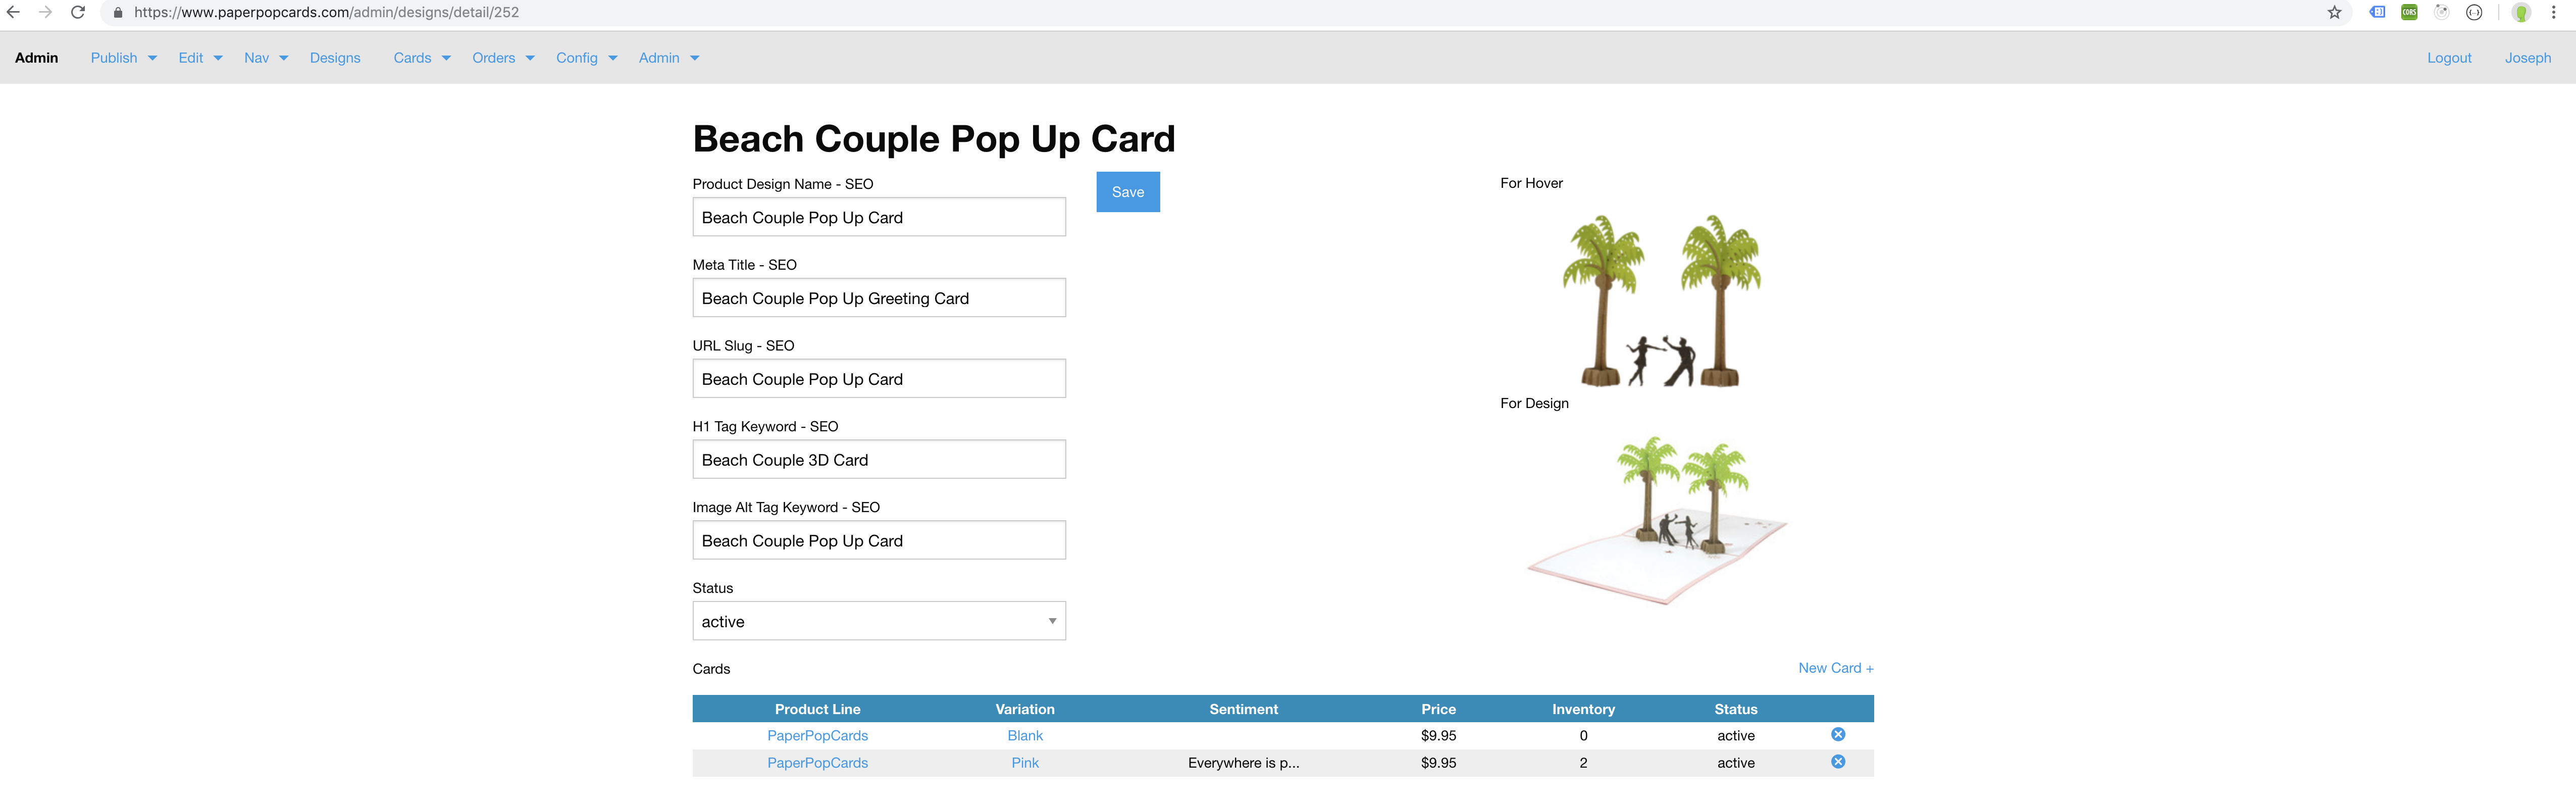 https://www.paperpopcards.com/admin/designs/detail/252
CORS
Admin Publish Edit Nav Designs Cards Orders Config Admin Logout Joseph
Beach Couple Pop Up Card
Product Design Name - SEO
Beach Couple Pop Up Card
Save
Meta Title - SEO
Beach Couple Pop Up Greeting Card
URL Slug - SEO
Beach Couple Pop Up Card
H1 Tag Keyword - SEO
Beach Couple 3D Card
Image Alt Tag Keyword - SEO
Beach Couple Pop Up Card
Status
active
For Hover
For Design
Cards
New Card +
Product Line Variation Sentiment Price Inventory Status
PaperPopCards Blank $9.95 0 active
PaperPopCards Pink Everywhere is p... $9.95 2 active